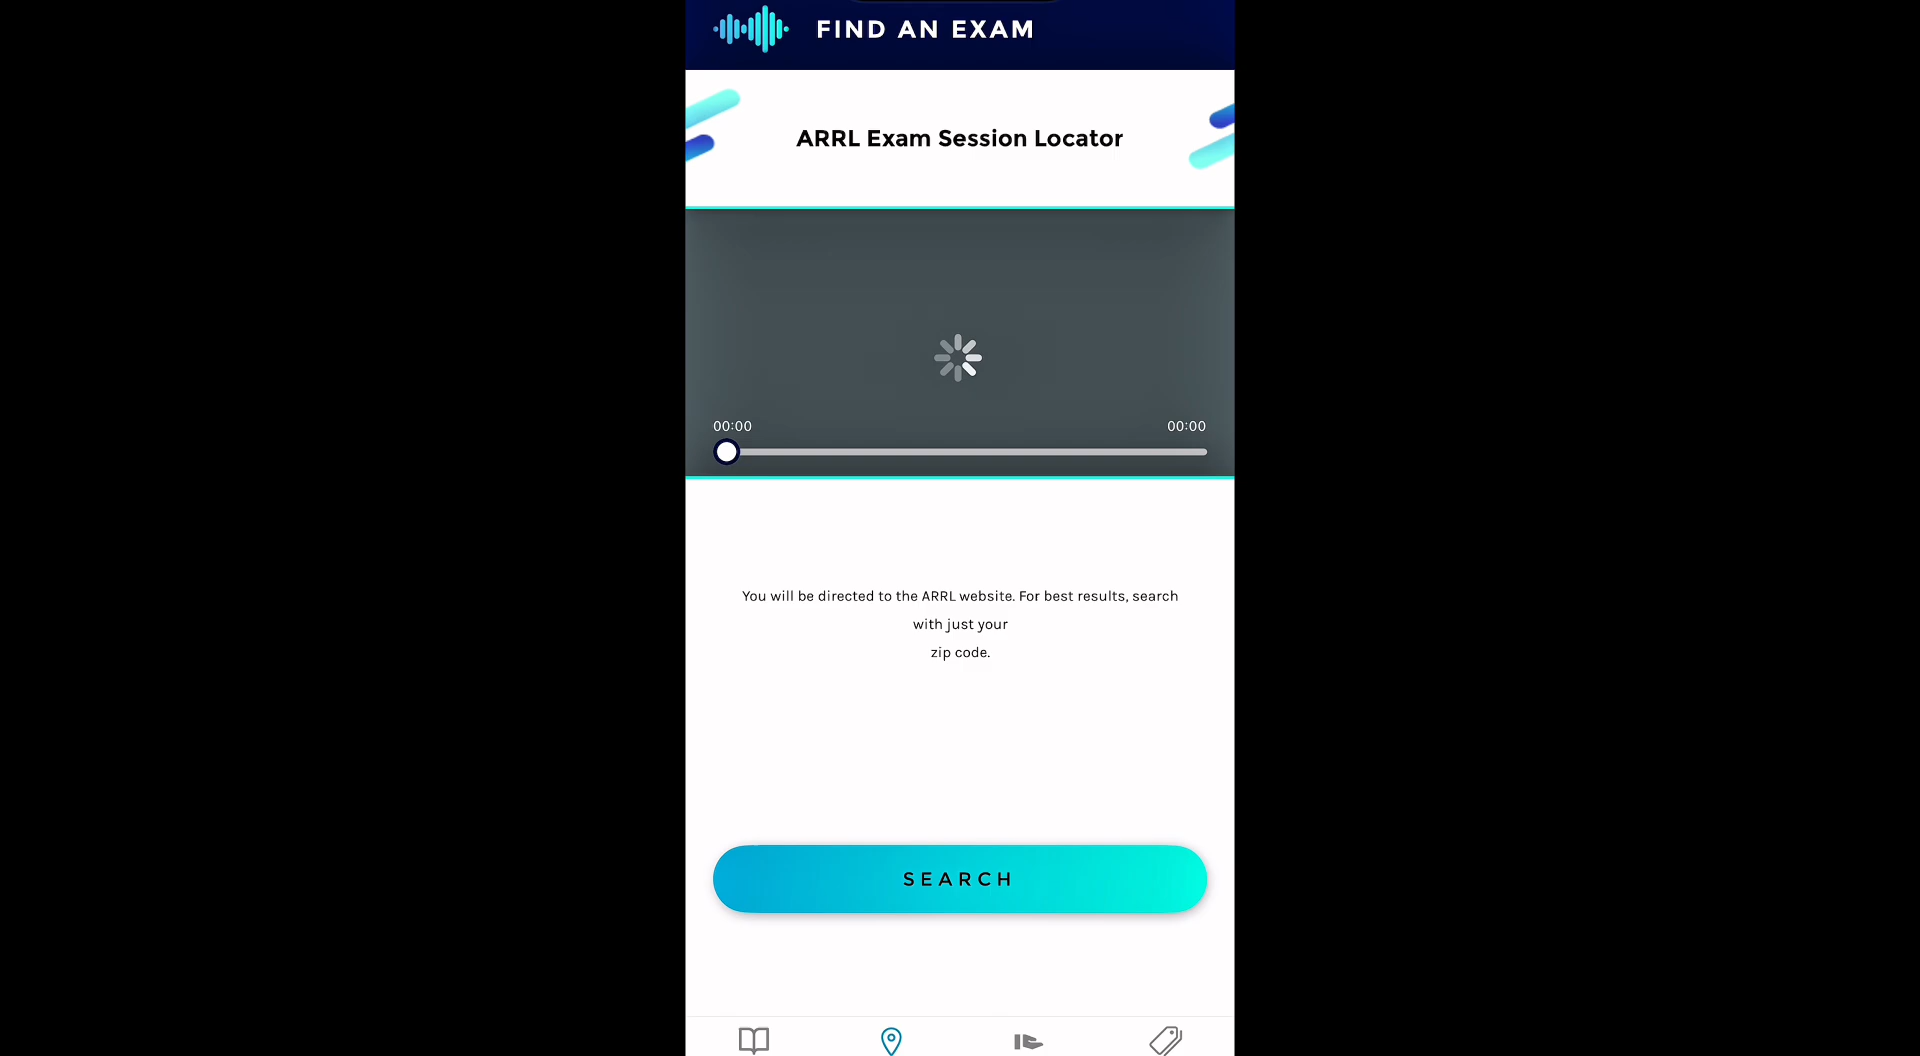 FIND AN EXAM
ARRL Exam Session Locator
00:00 00:00
You will be directed to the ARRL website. For best results, search
with just your
zip code.
SEARCH